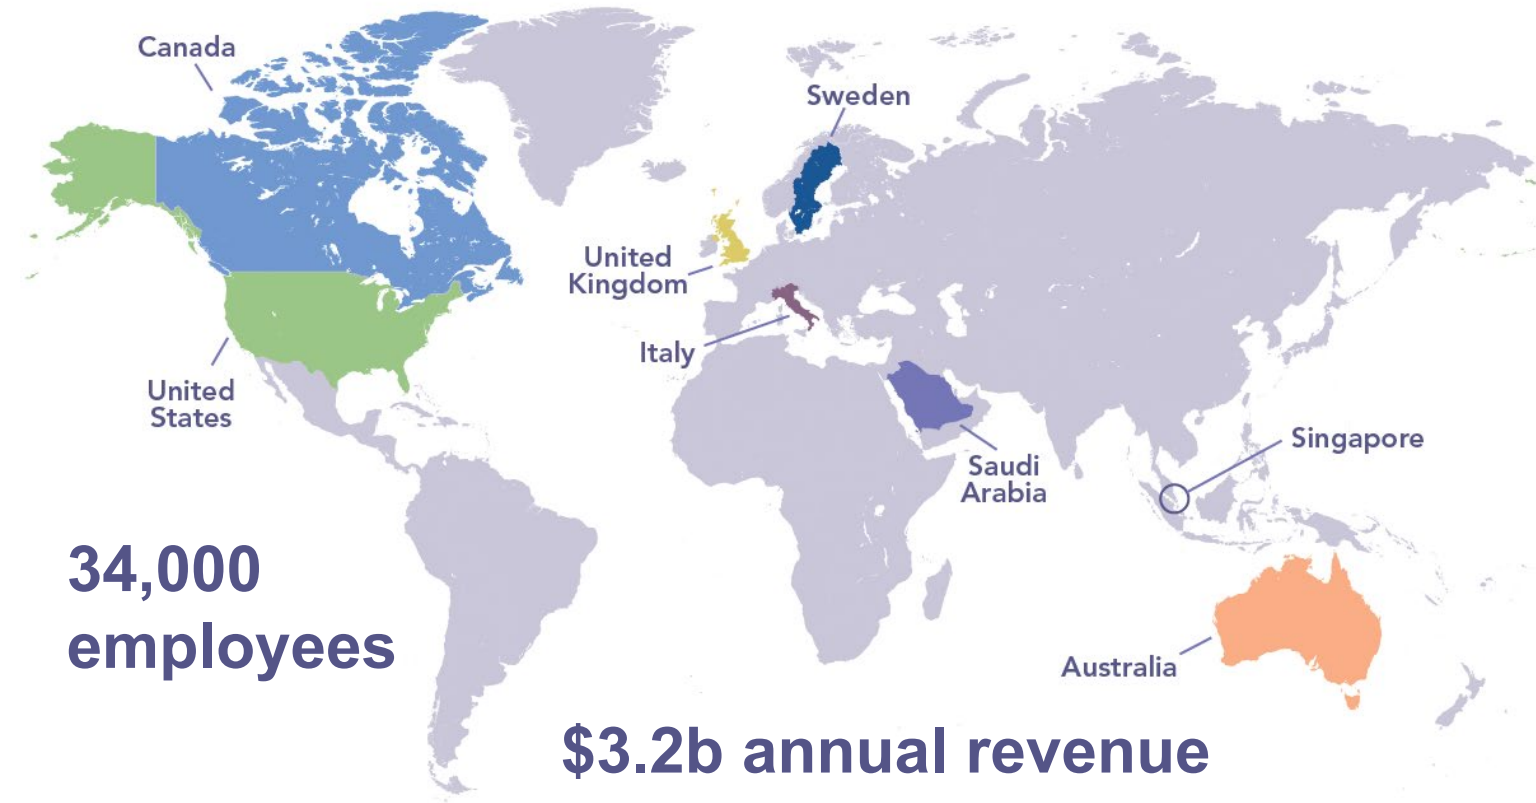 Canada
Sweden
United
Kingdom
Italy
United
States
Saudi
Arabia
Singapore
34,000
employees
Australia
$3.2b annual revenue